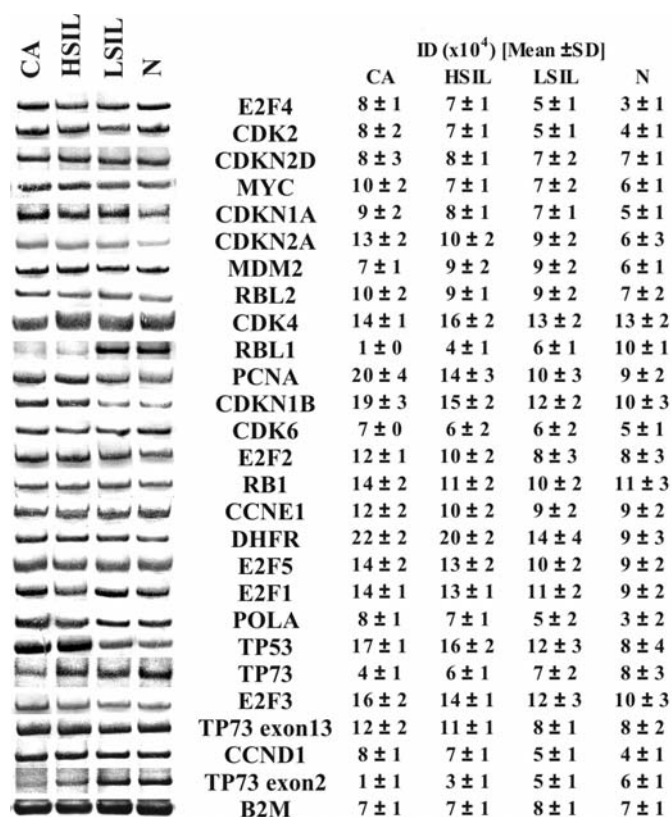 CA HSIL LSIL N
ID (x10⁴) [Mean ±SD]
CA HSIL LSIL N
E2F4 8 ± 1 7 ± 1 5 ± 1 3 ± 1
CDK2 8 ± 2 7 ± 1 5 ± 1 4 ± 1
CDKN2D 8 ± 3 8 ± 1 7 ± 2 7 ± 1
MYC 10 ± 2 7 ± 1 7 ± 2 6 ± 1
CDKN1A 9 ± 2 8 ± 1 7 ± 1 5 ± 1
CDKN2A 13 ± 2 10 ± 2 9 ± 2 6 ± 3
MDM2 7 ± 1 9 ± 2 9 ± 2 6 ± 1
RBL2 10 ± 2 9 ± 1 9 ± 2 7 ± 2
CDK4 14 ± 1 16 ± 2 13 ± 2 13 ± 2
RBL1 1 ± 0 4 ± 1 6 ± 1 10 ± 1
PCNA 20 ± 4 14 ± 3 10 ± 3 9 ± 2
CDKN1B 19 ± 3 15 ± 2 12 ± 2 10 ± 3
CDK6 7 ± 0 6 ± 2 6 ± 2 5 ± 1
E2F2 12 ± 1 10 ± 2 8 ± 3 8 ± 3
RB1 14 ± 2 11 ± 2 10 ± 2 11 ± 3
CCNE1 12 ± 2 10 ± 2 9 ± 2 9 ± 2
DHFR 22 ± 2 20 ± 2 14 ± 4 9 ± 3
E2F5 14 ± 2 13 ± 2 10 ± 2 9 ± 2
E2F1 14 ± 1 13 ± 1 11 ± 2 9 ± 2
POLA 8 ± 1 7 ± 1 5 ± 2 3 ± 2
TP53 17 ± 1 16 ± 2 12 ± 3 8 ± 4
TP73 4 ± 1 6 ± 1 7 ± 2 8 ± 3
E2F3 16 ± 2 14 ± 1 12 ± 3 10 ± 3
TP73 exon13 12 ± 2 11 ± 1 8 ± 1 8 ± 2
CCND1 8 ± 1 7 ± 1 5 ± 1 4 ± 1
TP73 exon2 1 ± 1 3 ± 1 5 ± 1 6 ± 1
B2M 7 ± 1 7 ± 1 8 ± 1 7 ± 1